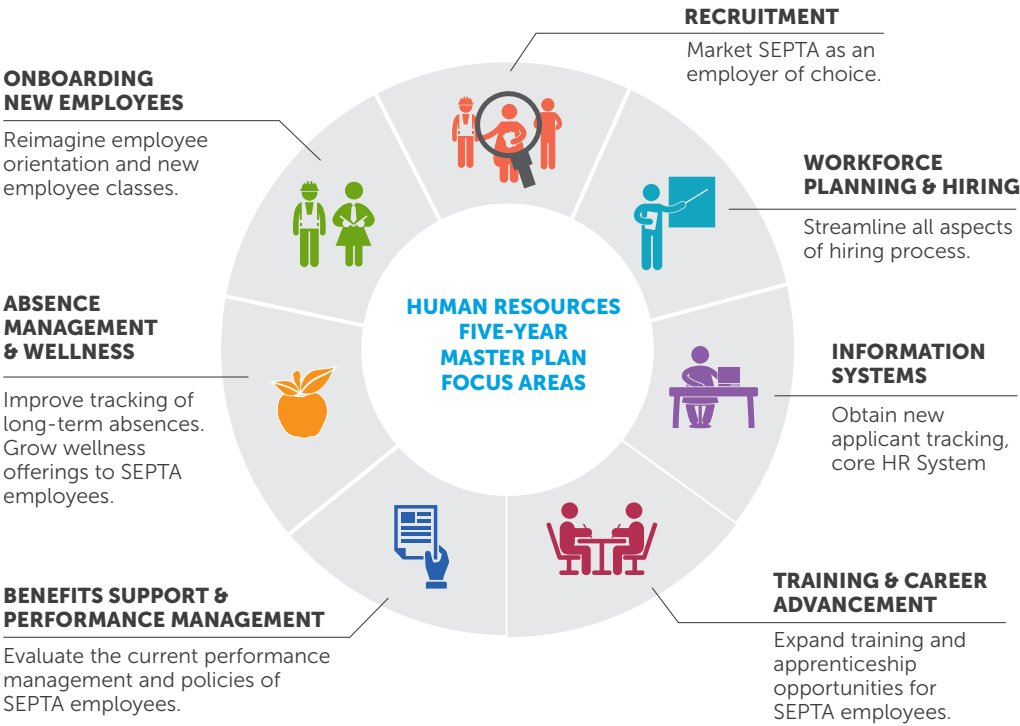 RECRUITMENT
Market SEPTA as an
employer of choice.
WORKFORCE
PLANNING & HIRING
Streamline all aspects
of hiring process.
INFORMATION
SYSTEMS
Obtain new
applicant tracking,
core HR System
TRAINING & CAREER
ADVANCEMENT
Expand training and
apprenticeship
opportunities for
SEPTA employees.
BENEFITS SUPPORT &
PERFORMANCE MANAGEMENT
Evaluate the current performance
management and policies of
SEPTA employees.
ABSENCE
MANAGEMENT
& WELLNESS
Improve tracking of
long-term absences.
Grow wellness
offerings to SEPTA
employees.
ONBOARDING
NEW EMPLOYEES
Reimagine employee
orientation and new
employee classes.
HUMAN RESOURCES
FIVE-YEAR
MASTER PLAN
FOCUS AREAS